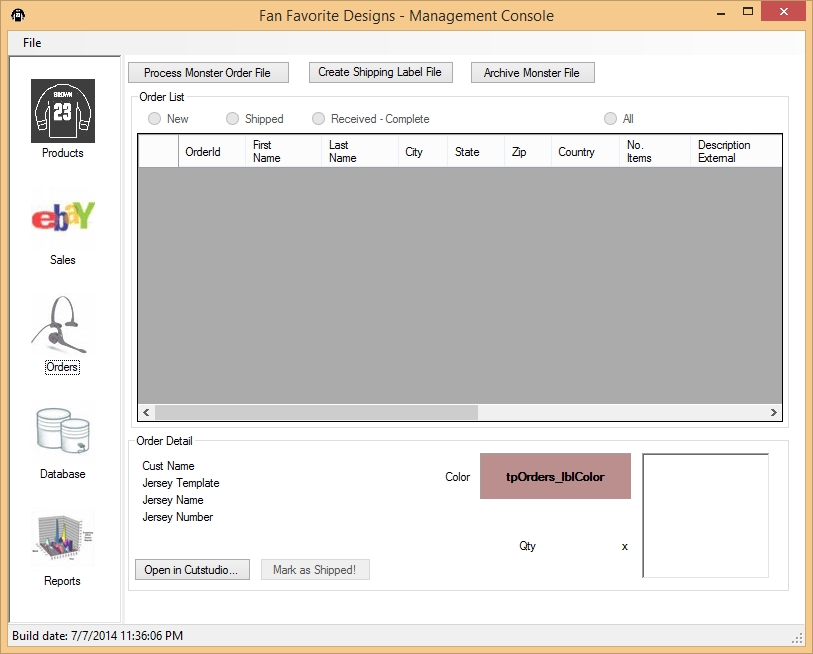 Fan Favorite Designs - Management Console
File
Process Monster Order File
Create Shipping Label File
Archive Monster File
Order List
New
Shipped
Received - Complete
All
OrderId
First Name
Last Name
City
State
Zip
Country
No. Items
Description External
BROWN
23
Products
ebaY
Sales
Orders
Database
Reports
Order Detail
Cust Name
Jersey Template
Jersey Name
Jersey Number
Color
tpOrders_lblColor
Qty
x
Open in Cutstudio...
Mark as Shipped!
Build date: 7/7/2014 11:36:06 PM